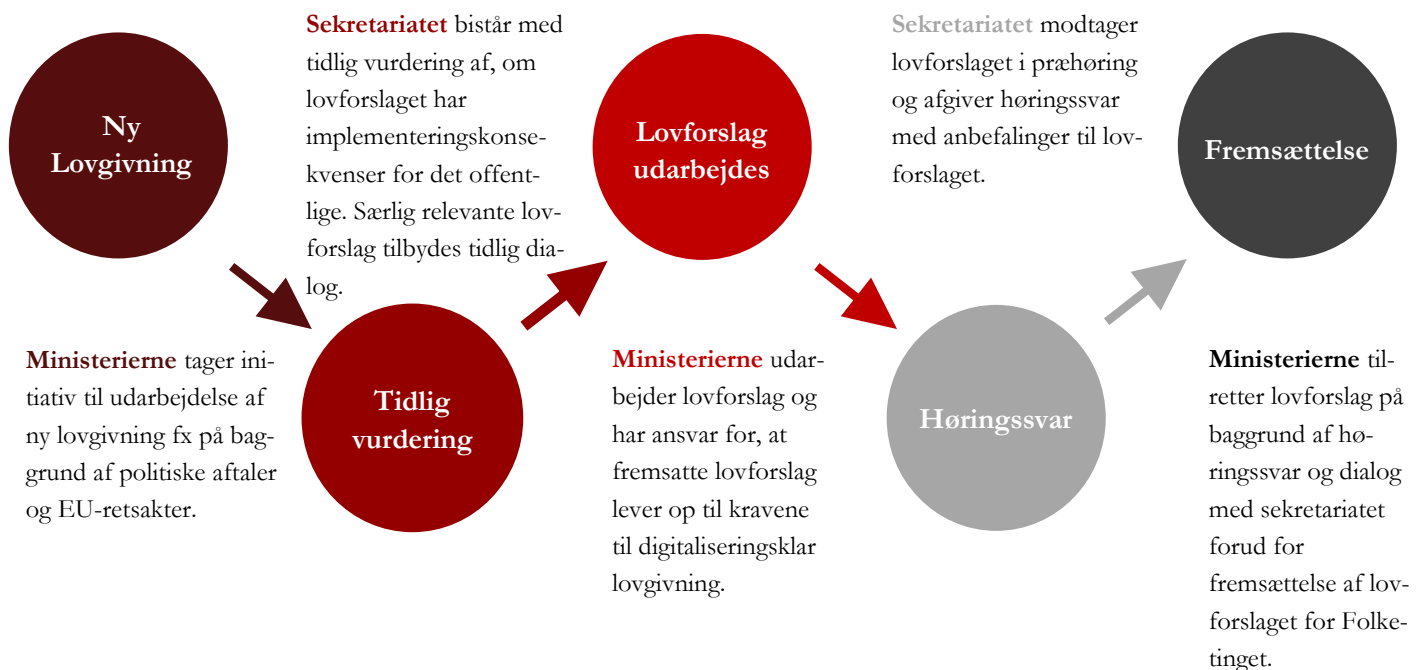 Ny
Lovgivning
Ministerierne tager ini-
tiativ til udarbejdelse af
ny lovgivning fx på bag-
grund af politiske aftaler
og EU-retsakter.
Sekretariatet bistår med
tidlig vurdering af, om
lovforslaget har
implementeringskonse-
kvenser for det offent-
lige. Særlig relevante lov-
forslag tilbydes tidlig dia-
log.
Tidlig
vurdering
Lovforslag
udarbejdes
Ministerierne udar-
bejder lovforslag og
har ansvar for, at
fremsatte lovforslag
lever op til kravene
til digitaliseringsklar
lovgivning.
Sekretariatet modtager
lovforslaget i præhøring
og afgiver høringssvar
med anbefalinger til lov-
forslaget.
Høringssvar
Fremsættelse
Ministerierne til-
retter lovforslag på
baggrund af hø-
ringssvar og dialog
med sekretariatet
forud for
fremsættelse af lov-
forslaget for Folke-
tinget.